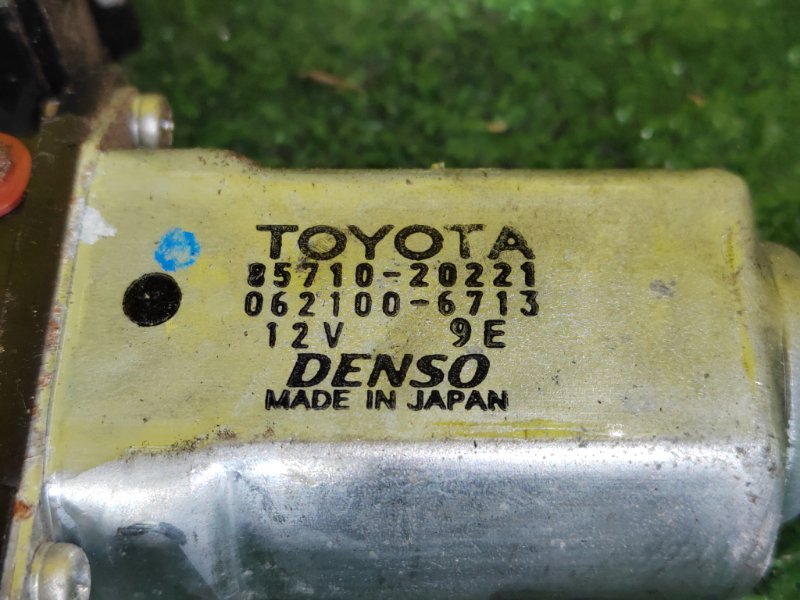 TOYOTA
85710-20221
062100-6713
12V 9E
DENSO
MADE IN JAPAN